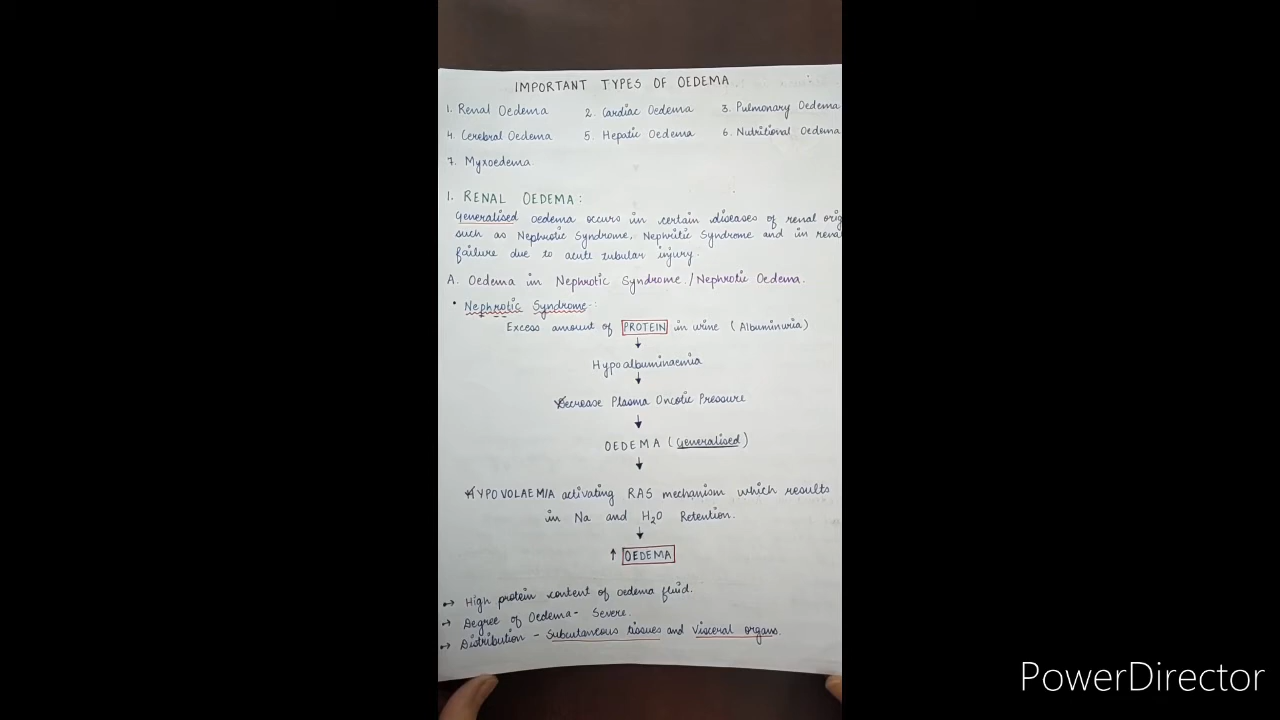 IMPORTANT TYPES OF OEDEMA
1. Renal Oedema 2. Cardiac Oedema 3. Pulmonary Oedema
4. Cerebral Oedema 5. Hepatic Oedema 6. Nutritional Oedema
7. Myxoedema
1. RENAL OEDEMA:
Generalised oedema occurs in certain diseases of renal orig
such as Nephrotic Syndrome, Nephritic Syndrome and in rena
failure due to acute tubular injury.
A. Oedema in Nephrotic Syndrome/Nephrotic Oedema.
• Nephrotic Syndrome-:
Excess amount of PROTEIN in urine (Albuminuria)
↓
Hypoalbuminaemia
↓
Decrease Plasma Oncotic Pressure
↓
OEDEMA (Generalised)
↓
HYPOVOLAEMIA activating RAS mechanism which results
in Na and H₂O Retention.
↓
↑ OEDEMA
→ High protein content of oedema fluid.
→ Degree of Oedema- Severe.
→ Distribution - Subcutaneous tissues and Visceral organs.
PowerDirector